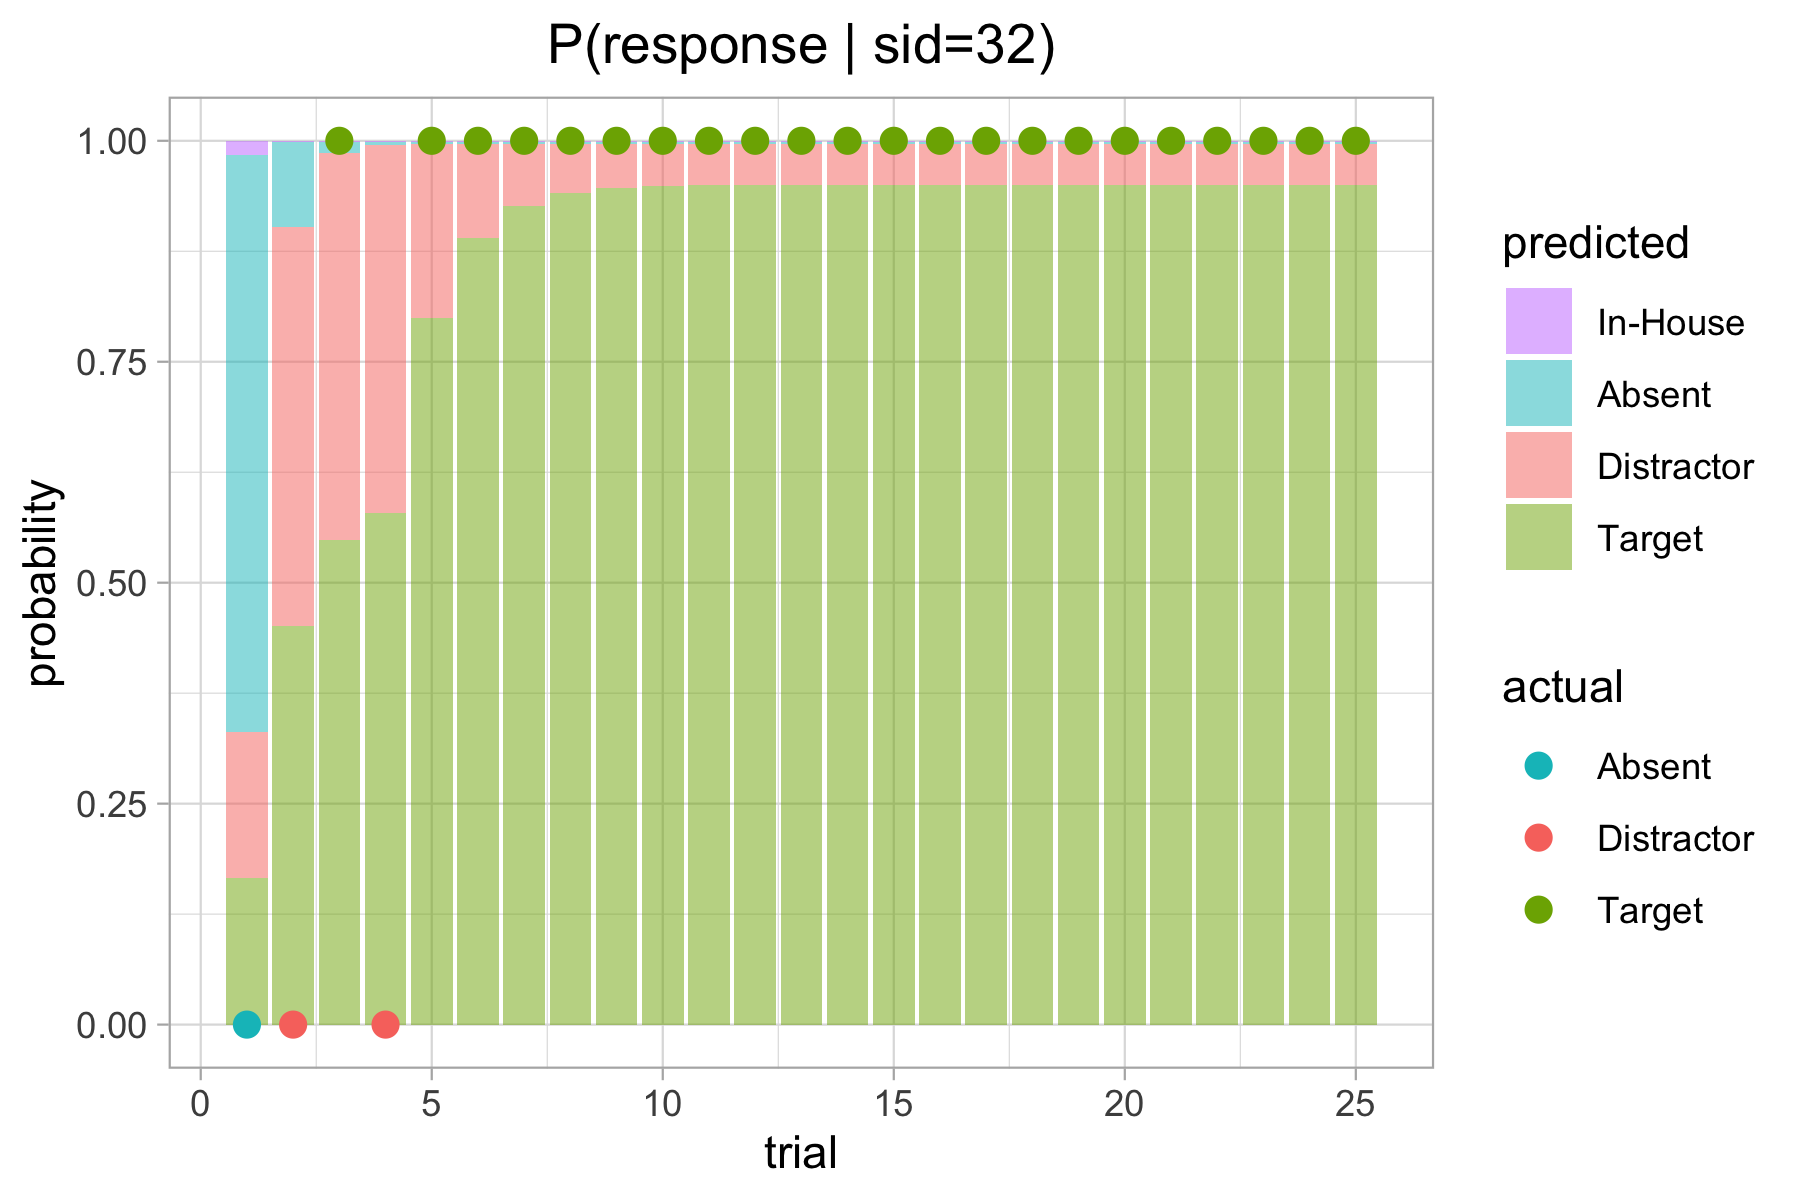 P(response | sid=32)
1.00
0.75
0.50
0.25
0.00
probability
0 5 10 15 20 25
trial
predicted
In-House
Absent
Distractor
Target
actual
Absent
Distractor
Target